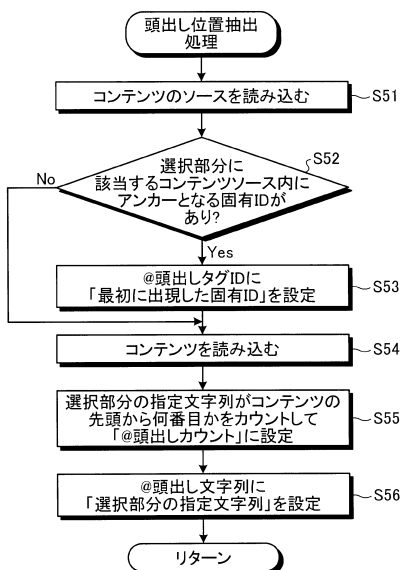 頭出し位置抽出
処理
コンテンツのソースを読み込む
S51
選択部分に
該当するコンテンツソース内に
アンカーとなる固有IDが
あり?
S52
No
Yes
@頭出しタグIDに
「最初に出現した固有ID」を設定
S53
コンテンツを読み込む
S54
選択部分の指定文字列がコンテンツの
先頭から何番目かをカウントして
「@頭出しカウント」に設定
S55
@頭出し文字列に
「選択部分の指定文字列」を設定
S56
リターン